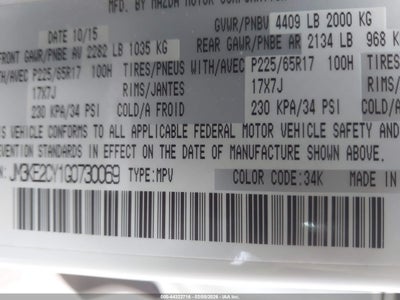 MFD. BY MAZDA MOTOR CORPORATION
DATE 10/15 GVWR/PNBV 4409 LB 2000 KG
FRONT GAWR/PNBE AV 2282 LB 1035 KG REAR GAWR/PNBE AR 2134 LB 968 KG
WITH/AVEC P225/65R17 100H TIRES/PNEUS WITH/AVEC P225/65R17 100H
17X7J RIMS/JANTES 17X7J
230 KPA/34 PSI COLD/A FROID 230 KPA/34 PSI
THIS VEHICLE CONFORMS TO ALL APPLICABLE FEDERAL MOTOR VEHICLE SAFETY AND
PREVENTION STANDARDS IN EFFECT ON THE DATE OF MANUFACTURE SHOWN ABOVE.
JM3KE2CY1G0730069 TYPE:MPV COLOR CODE: 34K MADE IN